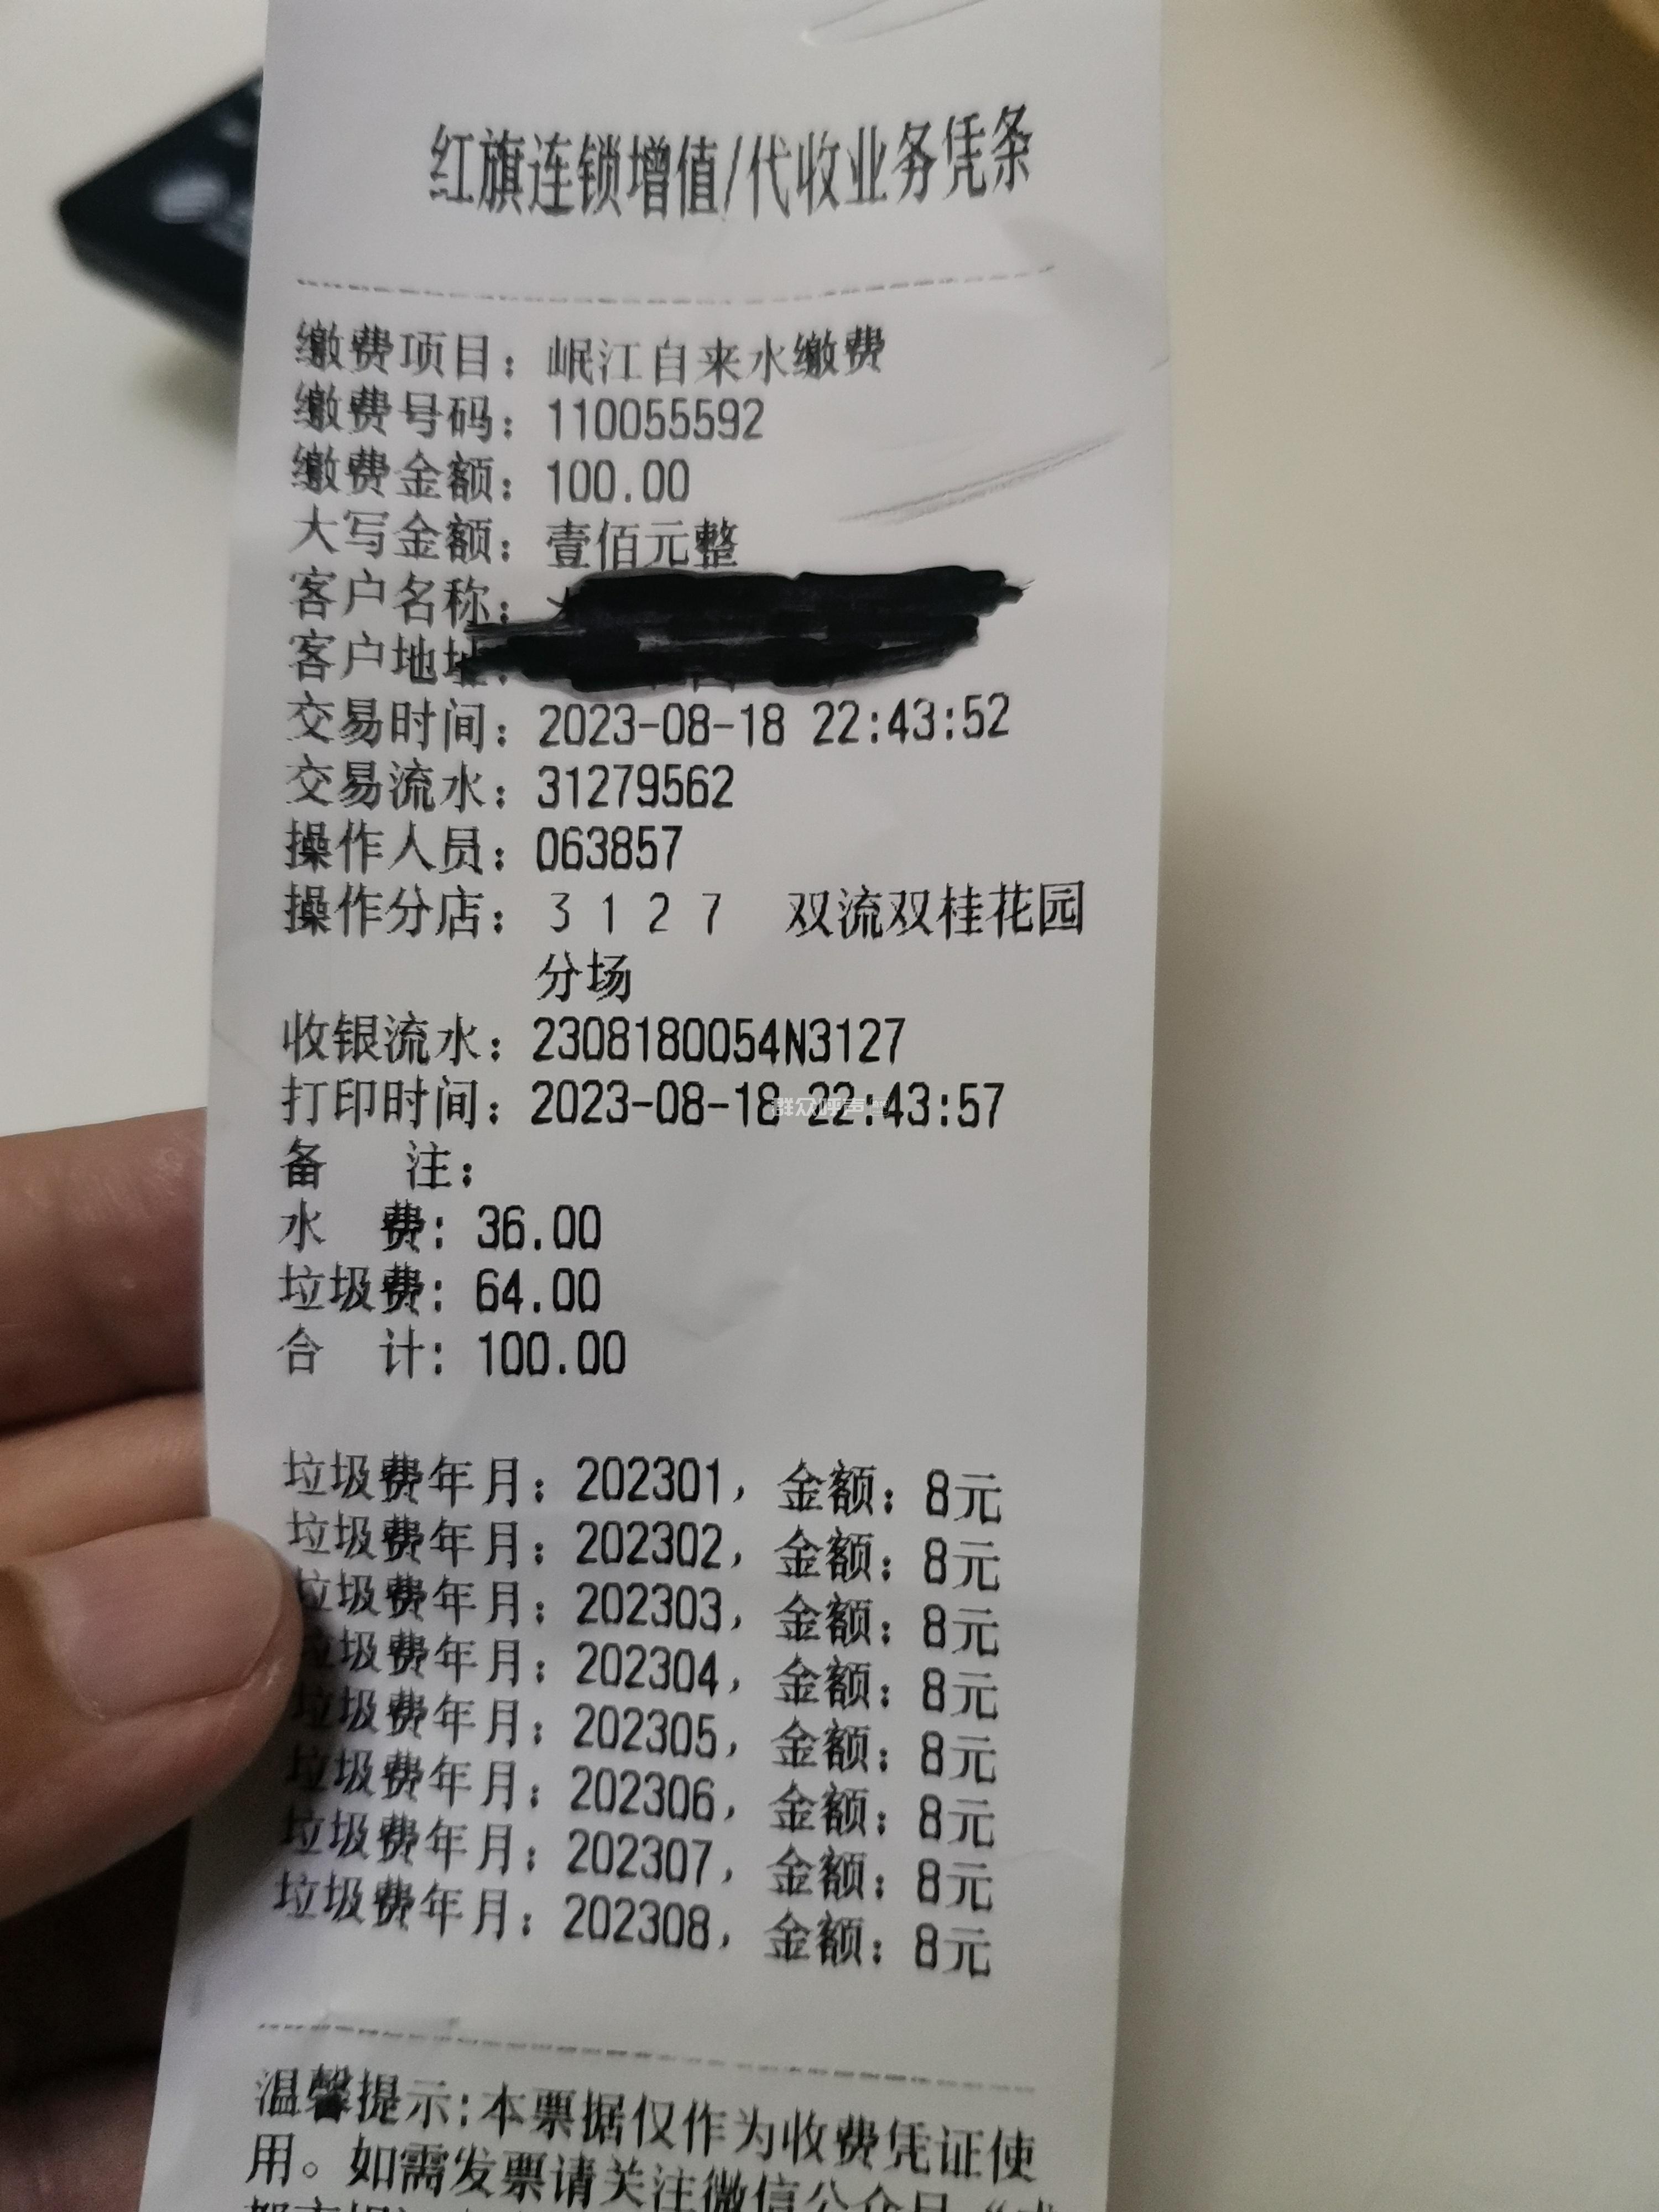 红旗连锁增值/代收业务凭条
缴费项目：岷江自来水缴费
缴费号码：110055592
缴费金额：100.00
大写金额：壹佰元整
客户名称：
客户地址：
交易时间：2023-08-18 22:43:52
交易流水：31279562
操作人员：063857
操作分店：3127 双流双桂花园
分场
收银流水：2308180054N3127
打印时间：2023-08-18 22:43:57
群众呼声
备 注：
水 费：36.00
垃圾费：64.00
合 计：100.00
垃圾费年月：202301，金额：8元
垃圾费年月：202302，金额：8元
垃圾费年月：202303，金额：8元
垃圾费年月：202304，金额：8元
垃圾费年月：202305，金额：8元
垃圾费年月：202306，金额：8元
垃圾费年月：202307，金额：8元
垃圾费年月：202308，金额：8元
温馨提示：本票据仅作为收费凭证使
用。如需发票请关注微信公众号“